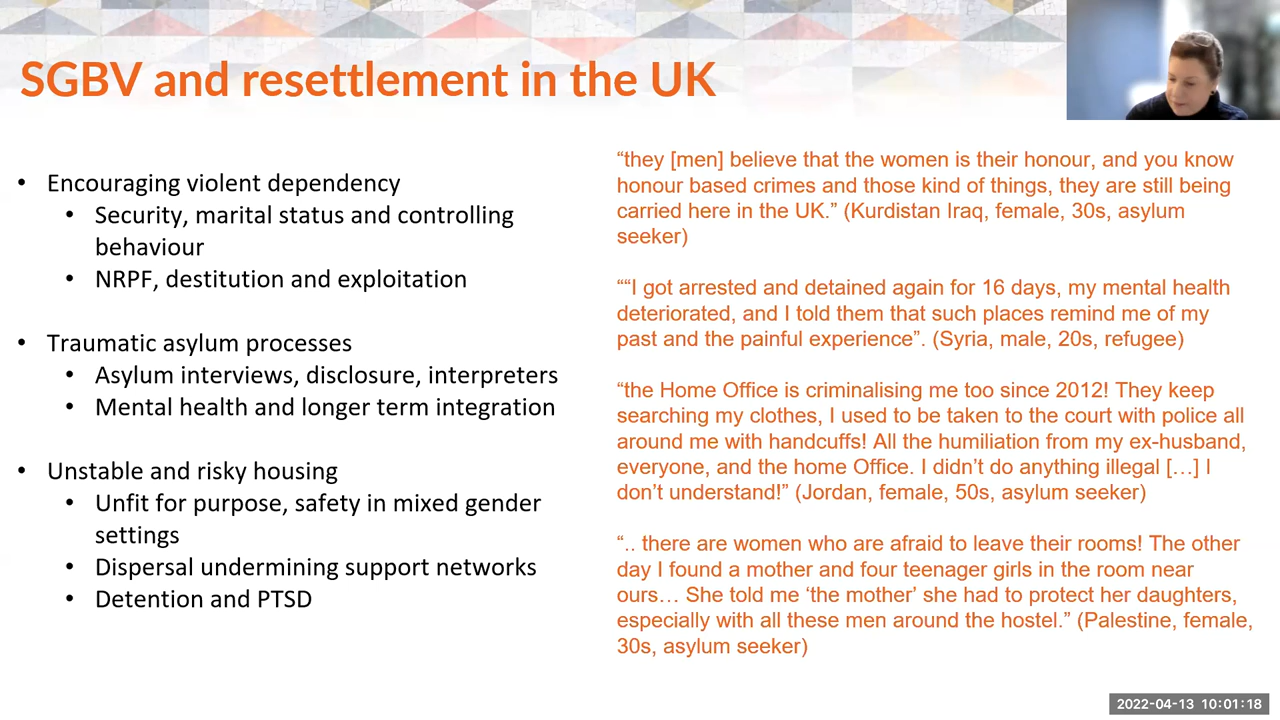 SGBV and resettlement in the UK
• Encouraging violent dependency
• Security, marital status and controlling
behaviour
• NRPF, destitution and exploitation
• Traumatic asylum processes
• Asylum interviews, disclosure, interpreters
• Mental health and longer term integration
• Unstable and risky housing
• Unfit for purpose, safety in mixed gender
settings
• Dispersal undermining support networks
• Detention and PTSD
“they [men] believe that the women is their honour, and you know
honour based crimes and those kind of things, they are still being
carried here in the UK.” (Kurdistan Iraq, female, 30s, asylum
seeker)
““I got arrested and detained again for 16 days, my mental health
deteriorated, and I told them that such places remind me of my
past and the painful experience”. (Syria, male, 20s, refugee)
“the Home Office is criminalising me too since 2012! They keep
searching my clothes, I used to be taken to the court with police all
around me with handcuffs! All the humiliation from my ex-husband,
everyone, and the home Office. I didn’t do anything illegal […] I
don’t understand!” (Jordan, female, 50s, asylum seeker)
“.. there are women who are afraid to leave their rooms! The other
day I found a mother and four teenager girls in the room near
ours… She told me ‘the mother’ she had to protect her daughters,
especially with all these men around the hostel.” (Palestine, female,
30s, asylum seeker)
2022-04-13 10:01:18